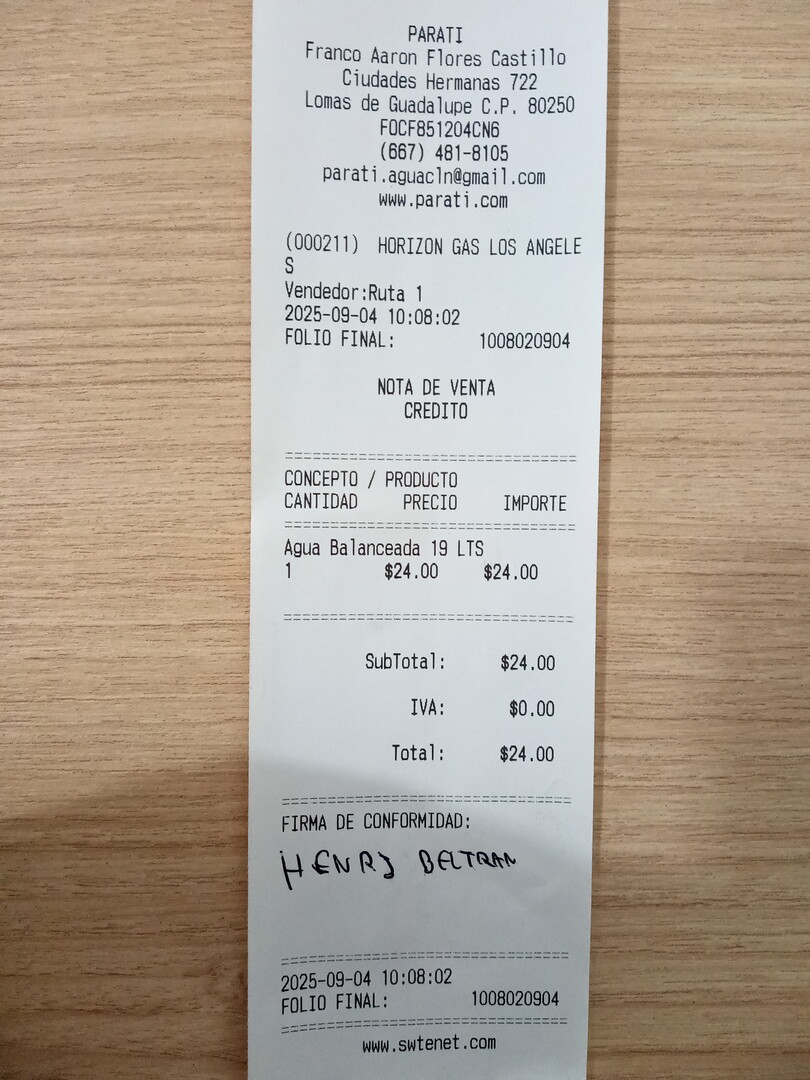 PARATI
Franco Aaron Flores Castillo
Ciudades Hermanas 722
Lomas de Guadalupe C.P. 80250
FOCF851204CN6
(667) 481-8105
parati.aguacln@gmail.com
www.parati.com
(000211) HORIZON GAS LOS ANGELE
S
Vendedor:Ruta 1
2025-09-04 10:08:02
FOLIO FINAL: 1008020904
NOTA DE VENTA
CREDITO
================================
CONCEPTO / PRODUCTO
CANTIDAD PRECIO IMPORTE
================================
Agua Balanceada 19 LTS
1 $24.00 $24.00
================================
SubTotal: $24.00
IVA: $0.00
Total: $24.00
================================
FIRMA DE CONFORMIDAD:
HENRY BELTRAN
================================
2025-09-04 10:08:02
FOLIO FINAL: 1008020904
================================
www.swtenet.com